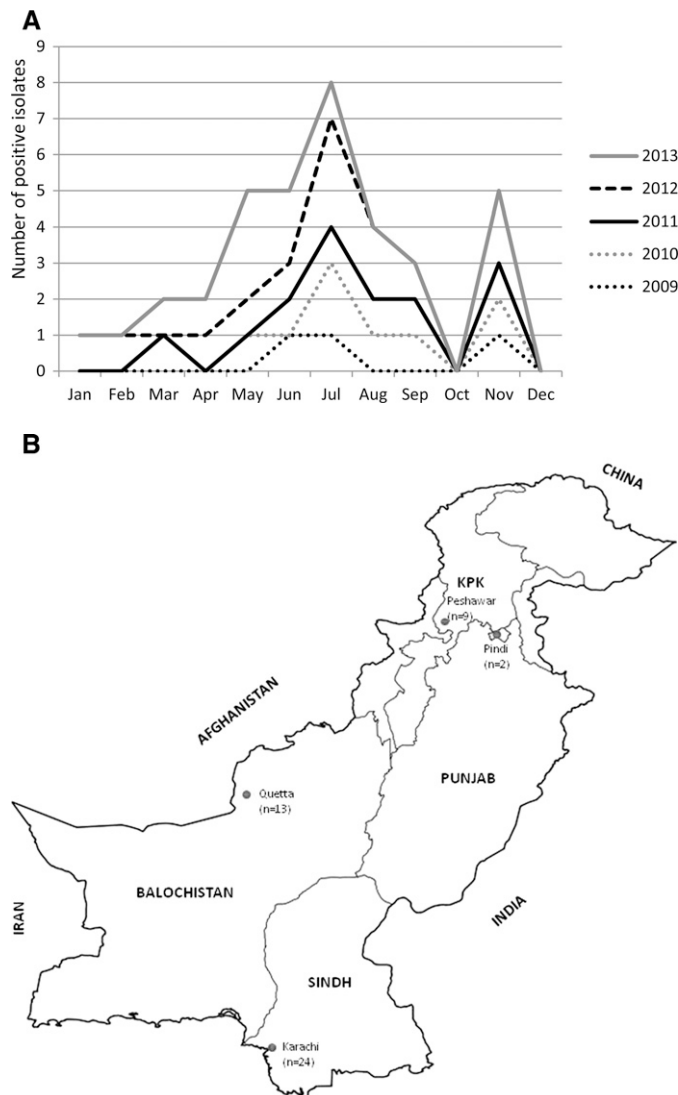 A
Number of positive isolates
9
8
7
6
5
4
3
2
1
0
Jan Feb Mar Apr May Jun Jul Aug Sep Oct Nov Dec
2013
2012
2011
2010
2009
B
CHINA
KPK
Peshawar
(n=9)
Pindi
(n=2)
AFGHANISTAN
PUNJAB
Quetta
(n=13)
BALOCHISTAN
IRAN
INDIA
SINDH
Karachi
(n=24)